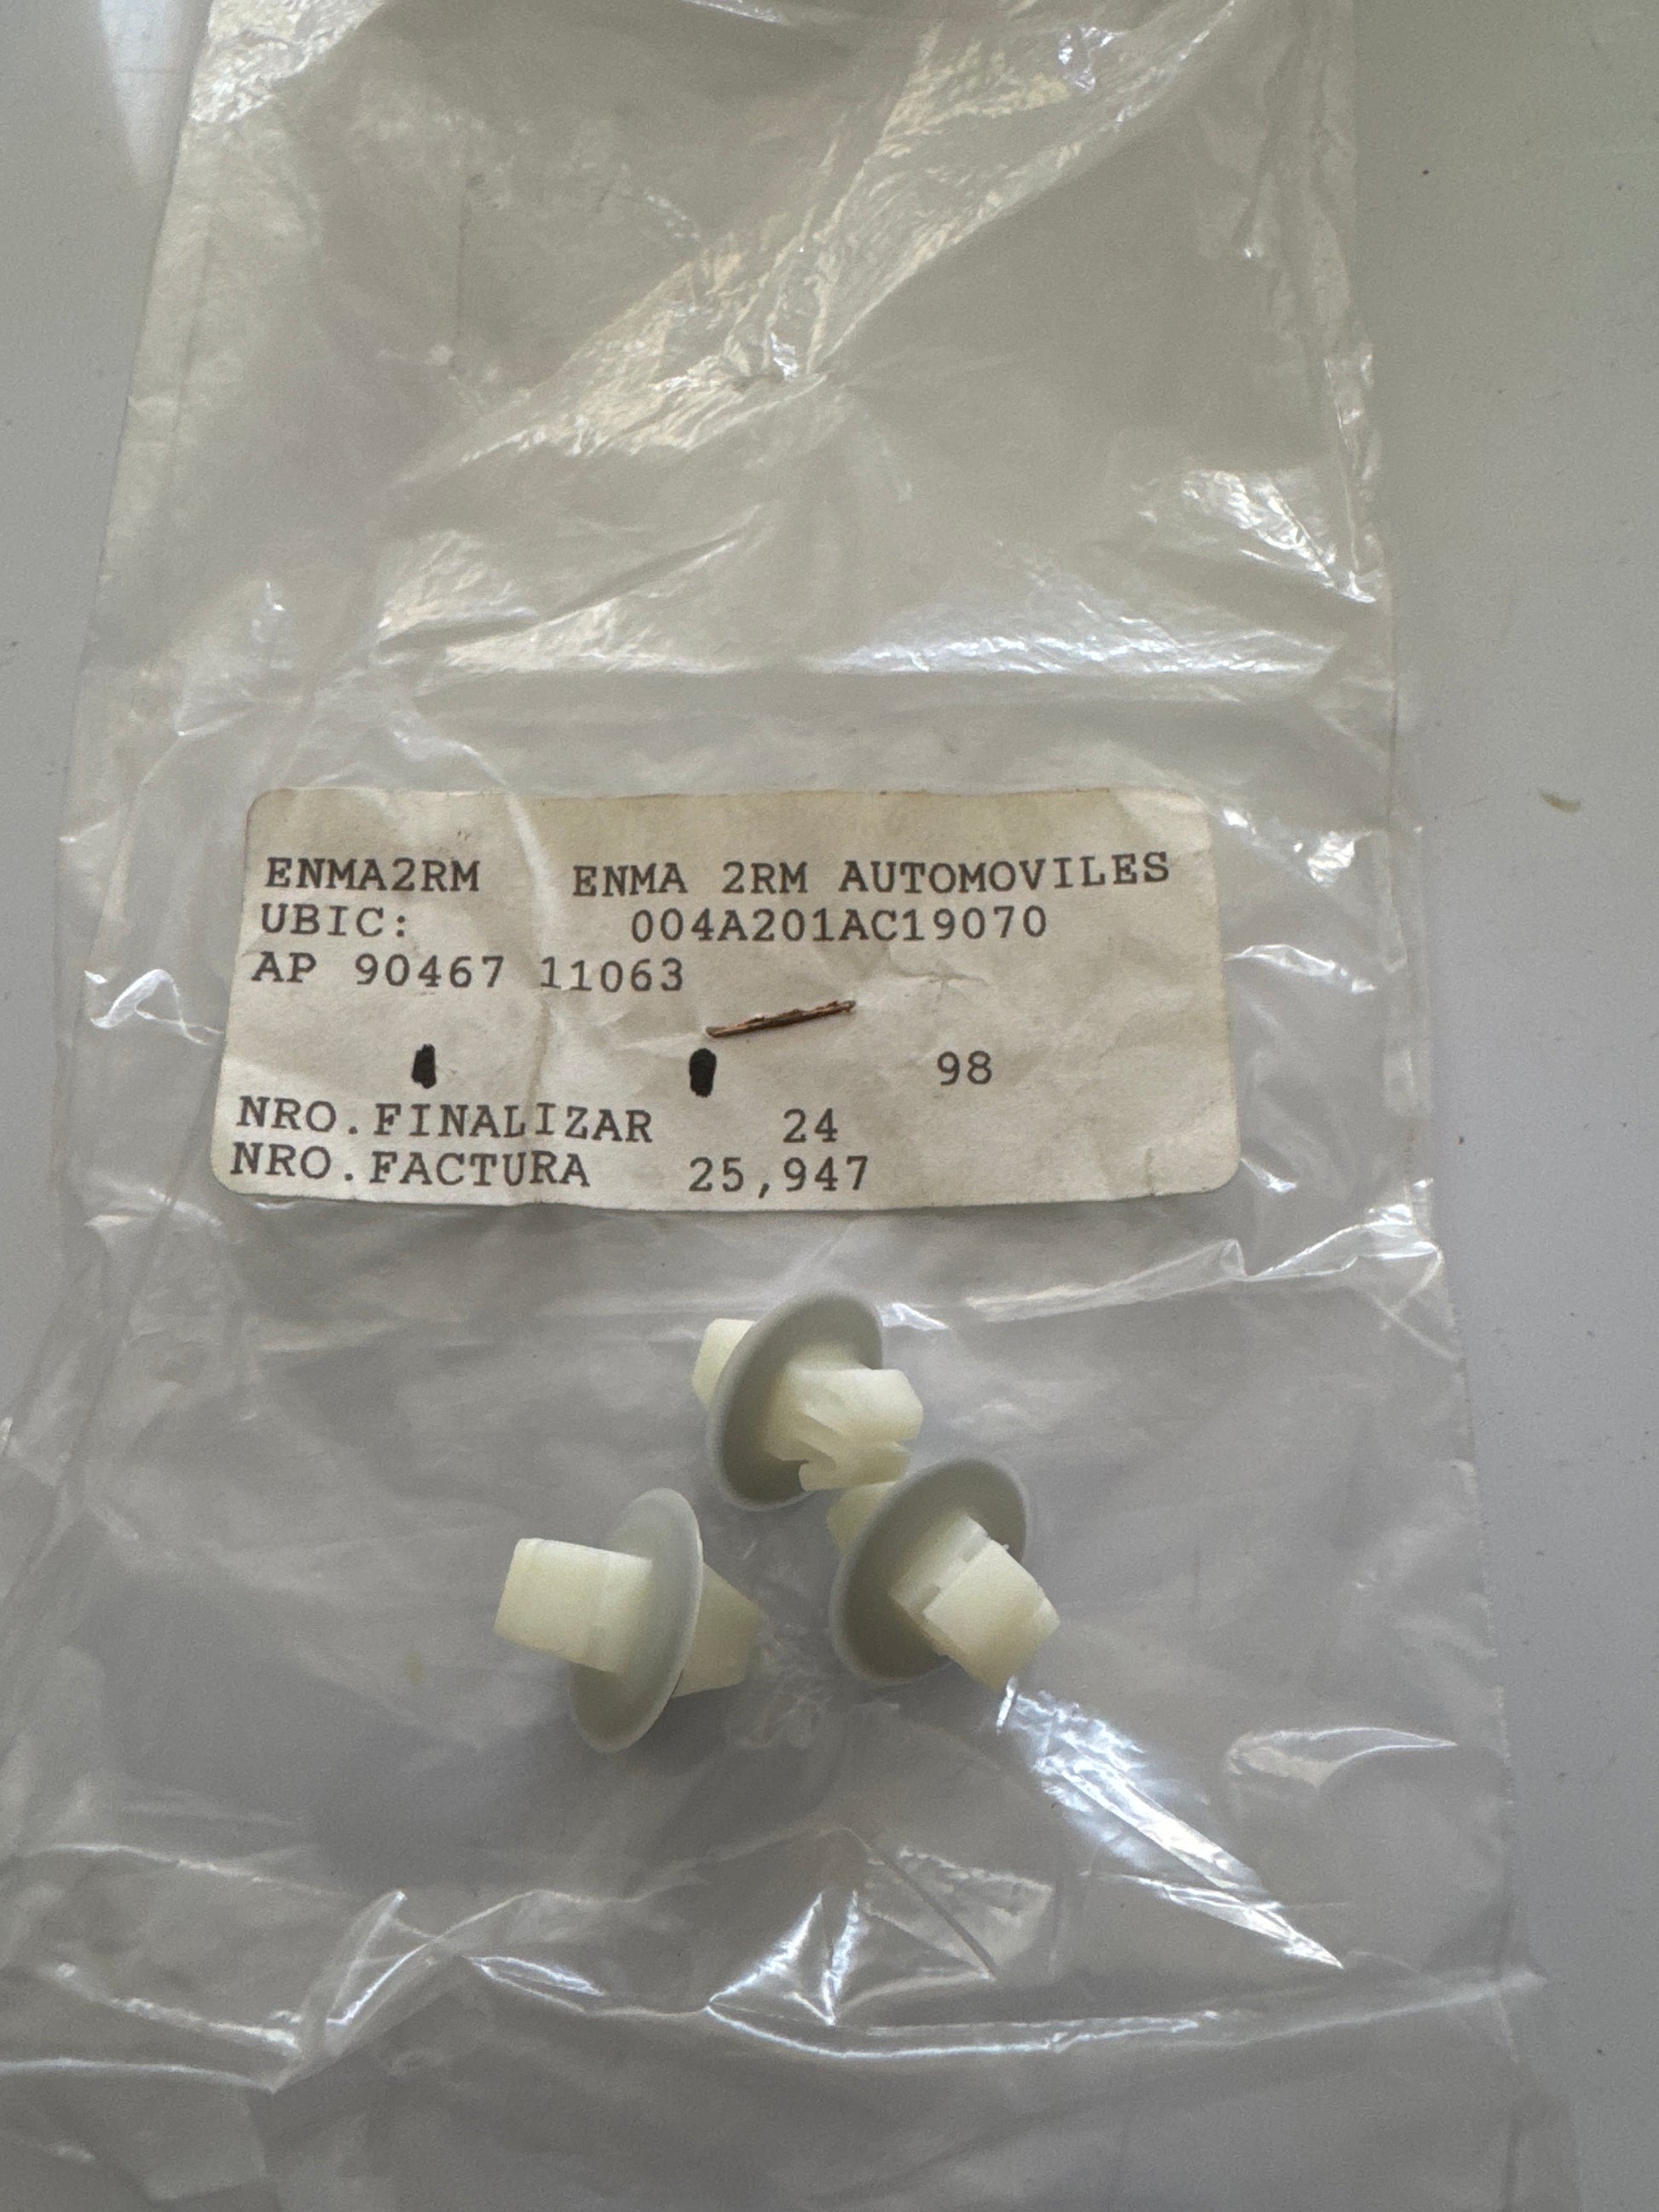 ENMA2RM ENMA 2RM AUTOMOVILES
UBIC: 004A201AC19070
AP 90467 11063
98
NRO.FINALIZAR 24
NRO.FACTURA 25,947